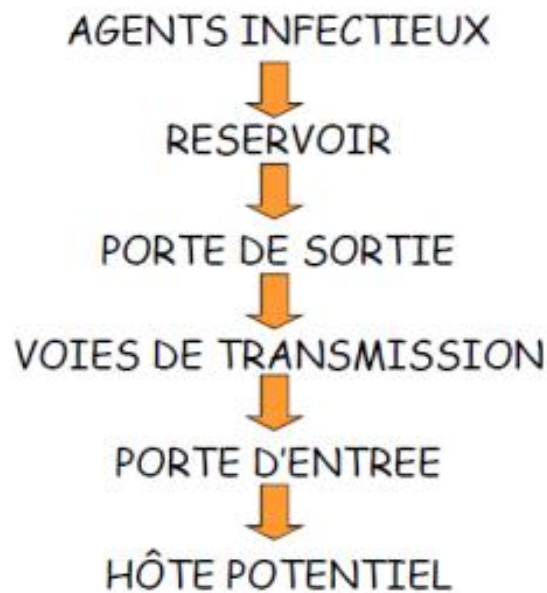 AGENTS INFECTIEUX
RESERVOIR
PORTE DE SORTIE
VOIES DE TRANSMISSION
PORTE D'ENTREE
HÔTE POTENTIEL